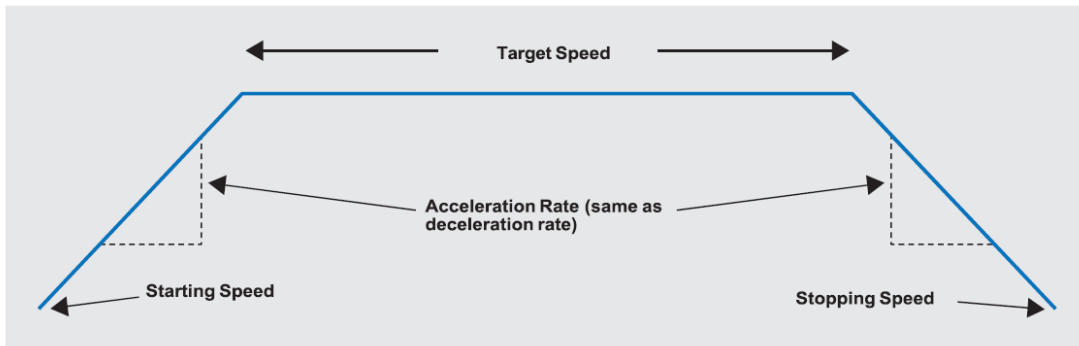 Target Speed
Acceleration Rate (same as
deceleration rate)
Starting Speed
Stopping Speed